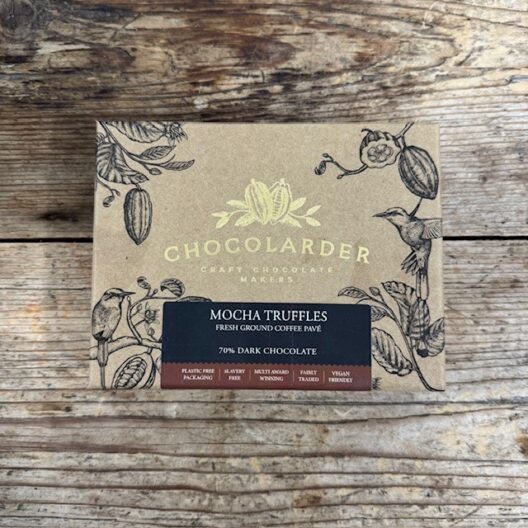 CHOCOLARDER
CRAFT CHOCOLATE
MAKERS
MOCHA TRUFFLES
FRESH GROUND COFFEE PAVÉ
70% DARK CHOCOLATE
PLASTIC FREE PACKAGING | SLAVERY FREE | MULTI AWARD WINNING | FAIRLY TRADED | VEGAN FRIENDLY